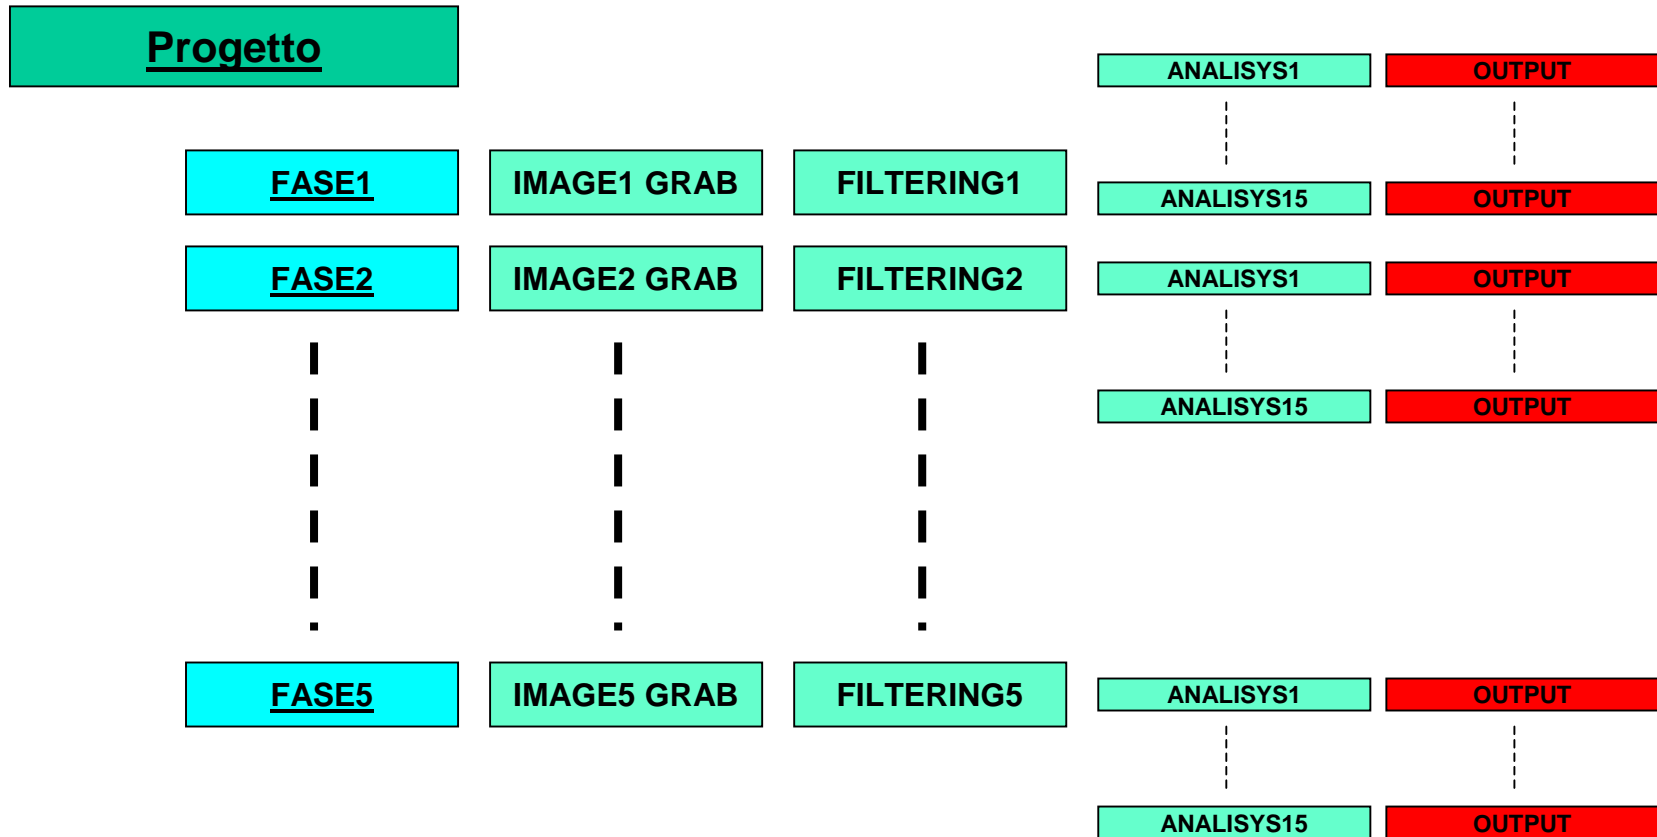 Progetto
ANALISYS1 OUTPUT
FASE1 IMAGE1 GRAB FILTERING1
ANALISYS15 OUTPUT
FASE2 IMAGE2 GRAB FILTERING2 ANALISYS1 OUTPUT
ANALISYS15 OUTPUT
FASE5 IMAGE5 GRAB FILTERING5 ANALISYS1 OUTPUT
ANALISYS15 OUTPUT